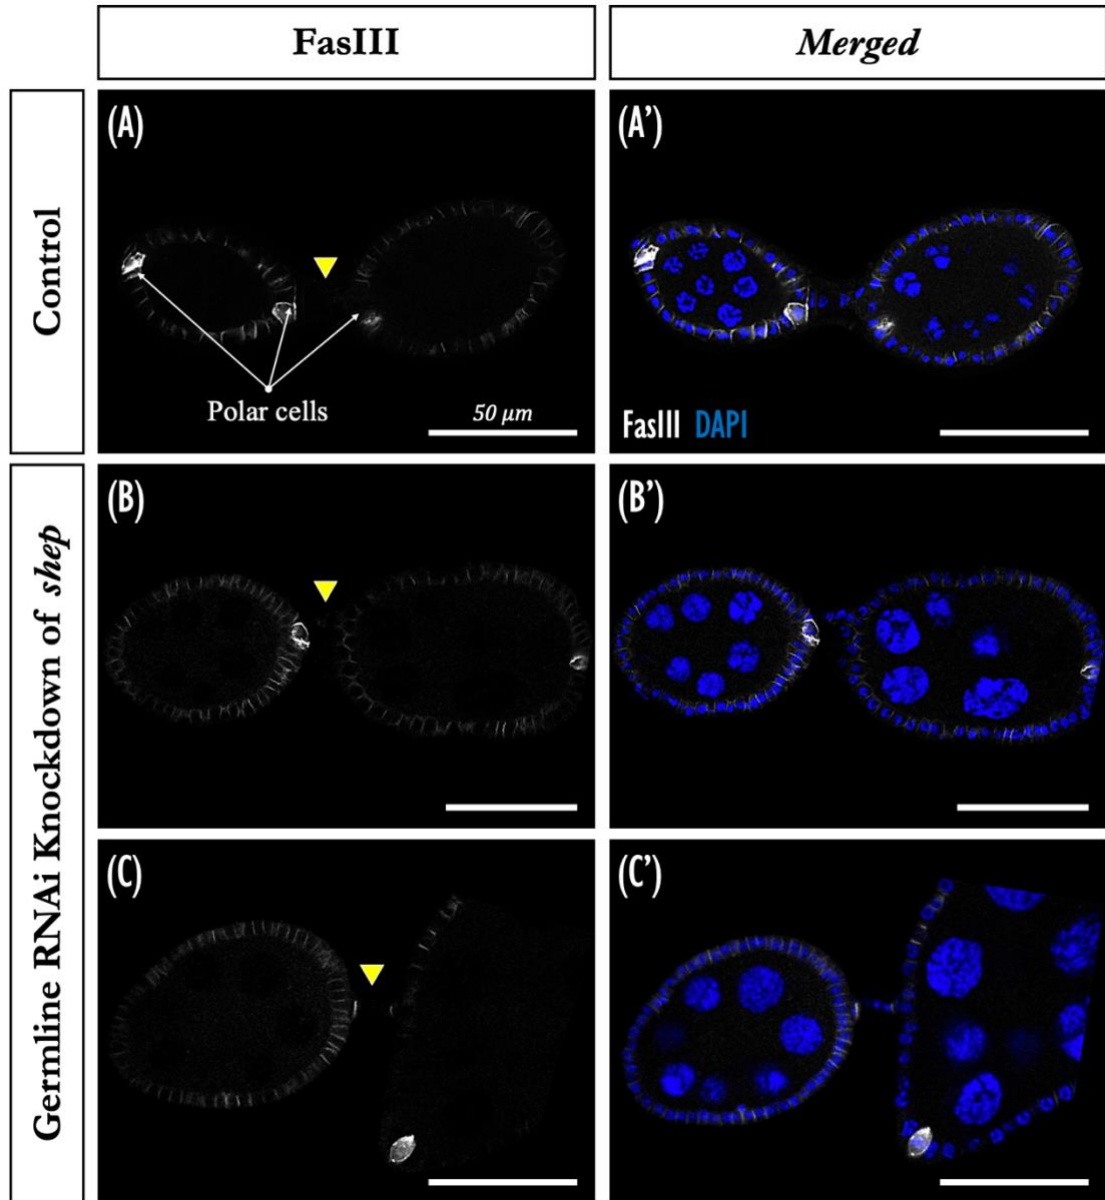 FasIII
Merged
Control
(A)
Polar cells
50 μm
(A’)
FasIII DAPI
Germline RNAi Knockdown of shep
(B)
(B’)
(C)
(C’)